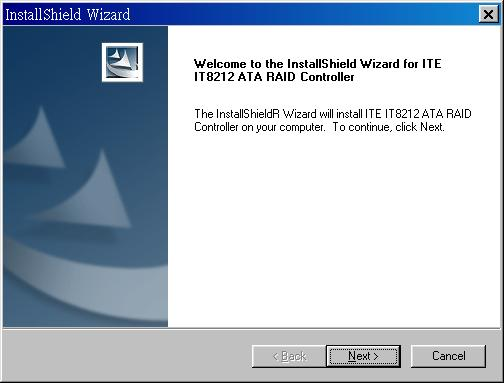 InstallShield Wizard
Welcome to the InstallShield Wizard for ITE
IT8212 ATA RAID Controller
The InstallShieldR Wizard will install ITE IT8212 ATA RAID
Controller on your computer. To continue, click Next.
< Back
Next >
Cancel